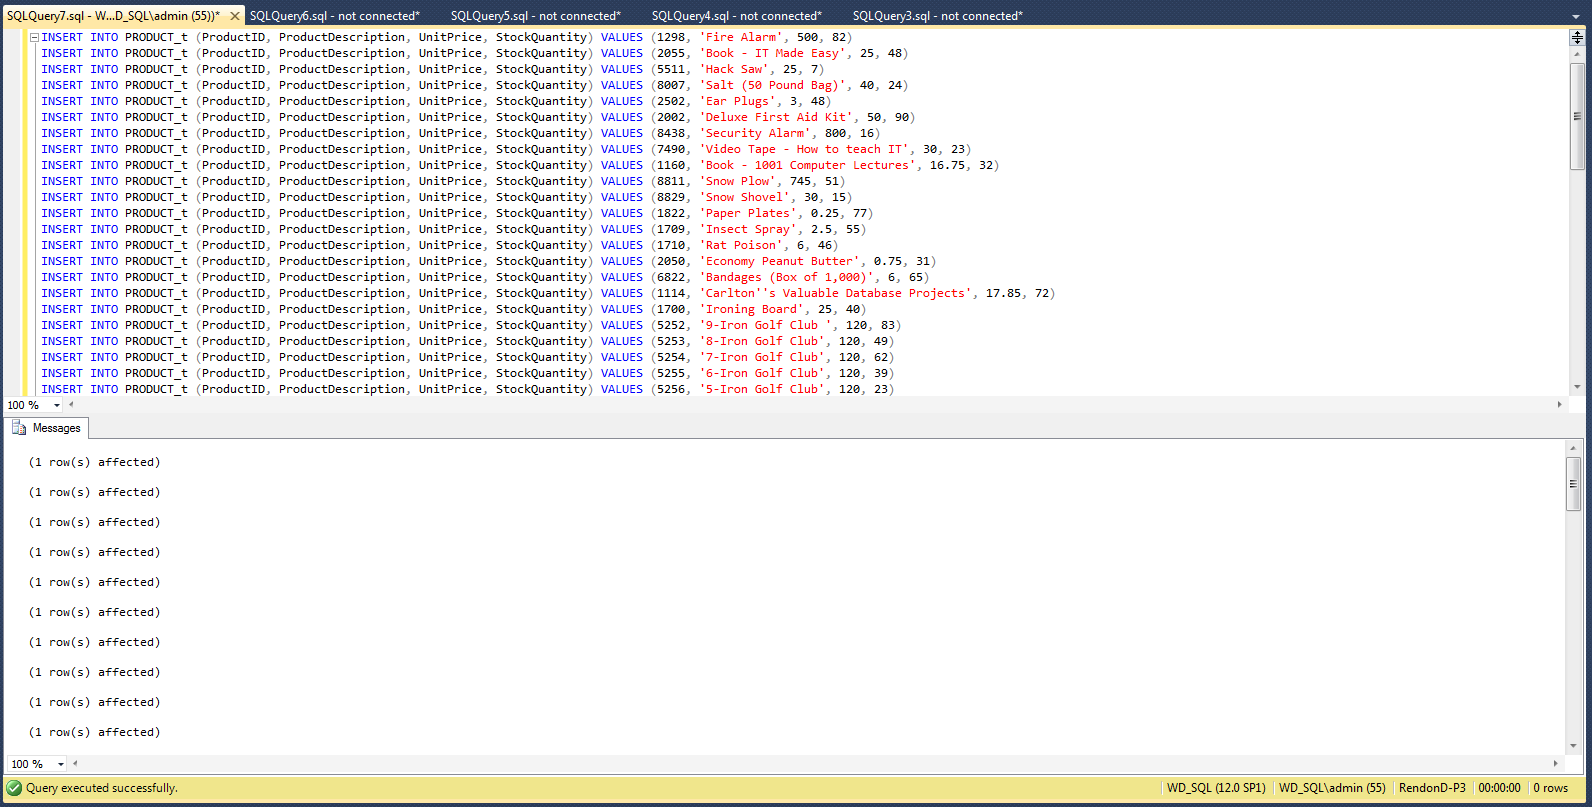 SQLQuery7.sql - W...D_SQL\admin (55))* SQLQuery6.sql - not connected* SQLQuery5.sql - not connected* SQLQuery4.sql - not connected* SQLQuery3.sql - not connected*
INSERT INTO PRODUCT_t (ProductID, ProductDescription, UnitPrice, StockQuantity) VALUES (1298, 'Fire Alarm', 500, 82)
INSERT INTO PRODUCT_t (ProductID, ProductDescription, UnitPrice, StockQuantity) VALUES (2055, 'Book - IT Made Easy', 25, 48)
INSERT INTO PRODUCT_t (ProductID, ProductDescription, UnitPrice, StockQuantity) VALUES (5511, 'Hack Saw', 25, 7)
INSERT INTO PRODUCT_t (ProductID, ProductDescription, UnitPrice, StockQuantity) VALUES (8007, 'Salt (50 Pound Bag)', 40, 24)
INSERT INTO PRODUCT_t (ProductID, ProductDescription, UnitPrice, StockQuantity) VALUES (2502, 'Ear Plugs', 3, 48)
INSERT INTO PRODUCT_t (ProductID, ProductDescription, UnitPrice, StockQuantity) VALUES (2002, 'Deluxe First Aid Kit', 50, 90)
INSERT INTO PRODUCT_t (ProductID, ProductDescription, UnitPrice, StockQuantity) VALUES (8438, 'Security Alarm', 800, 16)
INSERT INTO PRODUCT_t (ProductID, ProductDescription, UnitPrice, StockQuantity) VALUES (7490, 'Video Tape - How to teach IT', 30, 23)
INSERT INTO PRODUCT_t (ProductID, ProductDescription, UnitPrice, StockQuantity) VALUES (1160, 'Book - 1001 Computer Lectures', 16.75, 32)
INSERT INTO PRODUCT_t (ProductID, ProductDescription, UnitPrice, StockQuantity) VALUES (8811, 'Snow Plow', 745, 51)
INSERT INTO PRODUCT_t (ProductID, ProductDescription, UnitPrice, StockQuantity) VALUES (8829, 'Snow Shovel', 30, 15)
INSERT INTO PRODUCT_t (ProductID, ProductDescription, UnitPrice, StockQuantity) VALUES (1822, 'Paper Plates', 0.25, 77)
INSERT INTO PRODUCT_t (ProductID, ProductDescription, UnitPrice, StockQuantity) VALUES (1709, 'Insect Spray', 2.5, 55)
INSERT INTO PRODUCT_t (ProductID, ProductDescription, UnitPrice, StockQuantity) VALUES (1710, 'Rat Poison', 6, 46)
INSERT INTO PRODUCT_t (ProductID, ProductDescription, UnitPrice, StockQuantity) VALUES (2050, 'Economy Peanut Butter', 0.75, 31)
INSERT INTO PRODUCT_t (ProductID, ProductDescription, UnitPrice, StockQuantity) VALUES (6822, 'Bandages (Box of 1,000)', 6, 65)
INSERT INTO PRODUCT_t (ProductID, ProductDescription, UnitPrice, StockQuantity) VALUES (1114, 'Carlton''s Valuable Database Projects', 17.85, 72)
INSERT INTO PRODUCT_t (ProductID, ProductDescription, UnitPrice, StockQuantity) VALUES (1700, 'Ironing Board', 25, 40)
INSERT INTO PRODUCT_t (ProductID, ProductDescription, UnitPrice, StockQuantity) VALUES (5252, '9-Iron Golf Club ', 120, 83)
INSERT INTO PRODUCT_t (ProductID, ProductDescription, UnitPrice, StockQuantity) VALUES (5253, '8-Iron Golf Club', 120, 49)
INSERT INTO PRODUCT_t (ProductID, ProductDescription, UnitPrice, StockQuantity) VALUES (5254, '7-Iron Golf Club', 120, 62)
INSERT INTO PRODUCT_t (ProductID, ProductDescription, UnitPrice, StockQuantity) VALUES (5255, '6-Iron Golf Club', 120, 39)
INSERT INTO PRODUCT_t (ProductID, ProductDescription, UnitPrice, StockQuantity) VALUES (5256, '5-Iron Golf Club', 120, 23)
100 %
Messages
(1 row(s) affected)
(1 row(s) affected)
(1 row(s) affected)
(1 row(s) affected)
(1 row(s) affected)
(1 row(s) affected)
(1 row(s) affected)
(1 row(s) affected)
(1 row(s) affected)
(1 row(s) affected)
100 %
Query executed successfully. WD_SQL (12.0 SP1) WD_SQL\admin (55) RendonD-P3 00:00:00 0 rows